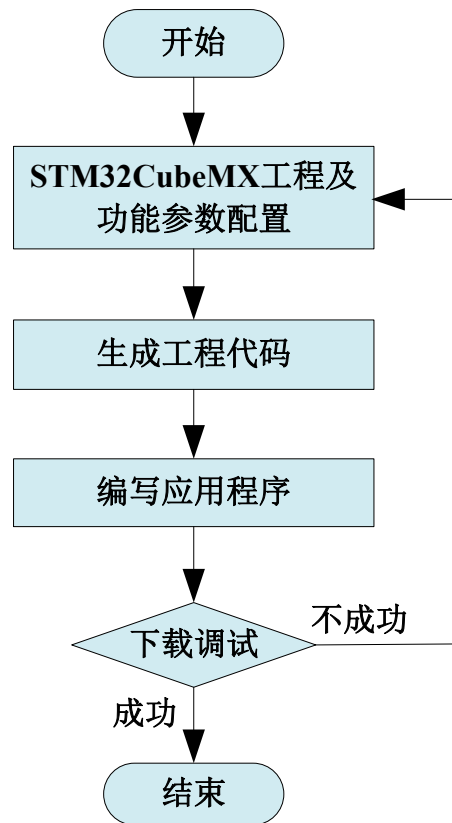 开始
STM32CubeMX工程及
功能参数配置
生成工程代码
编写应用程序
下载调试
不成功
成功
结束